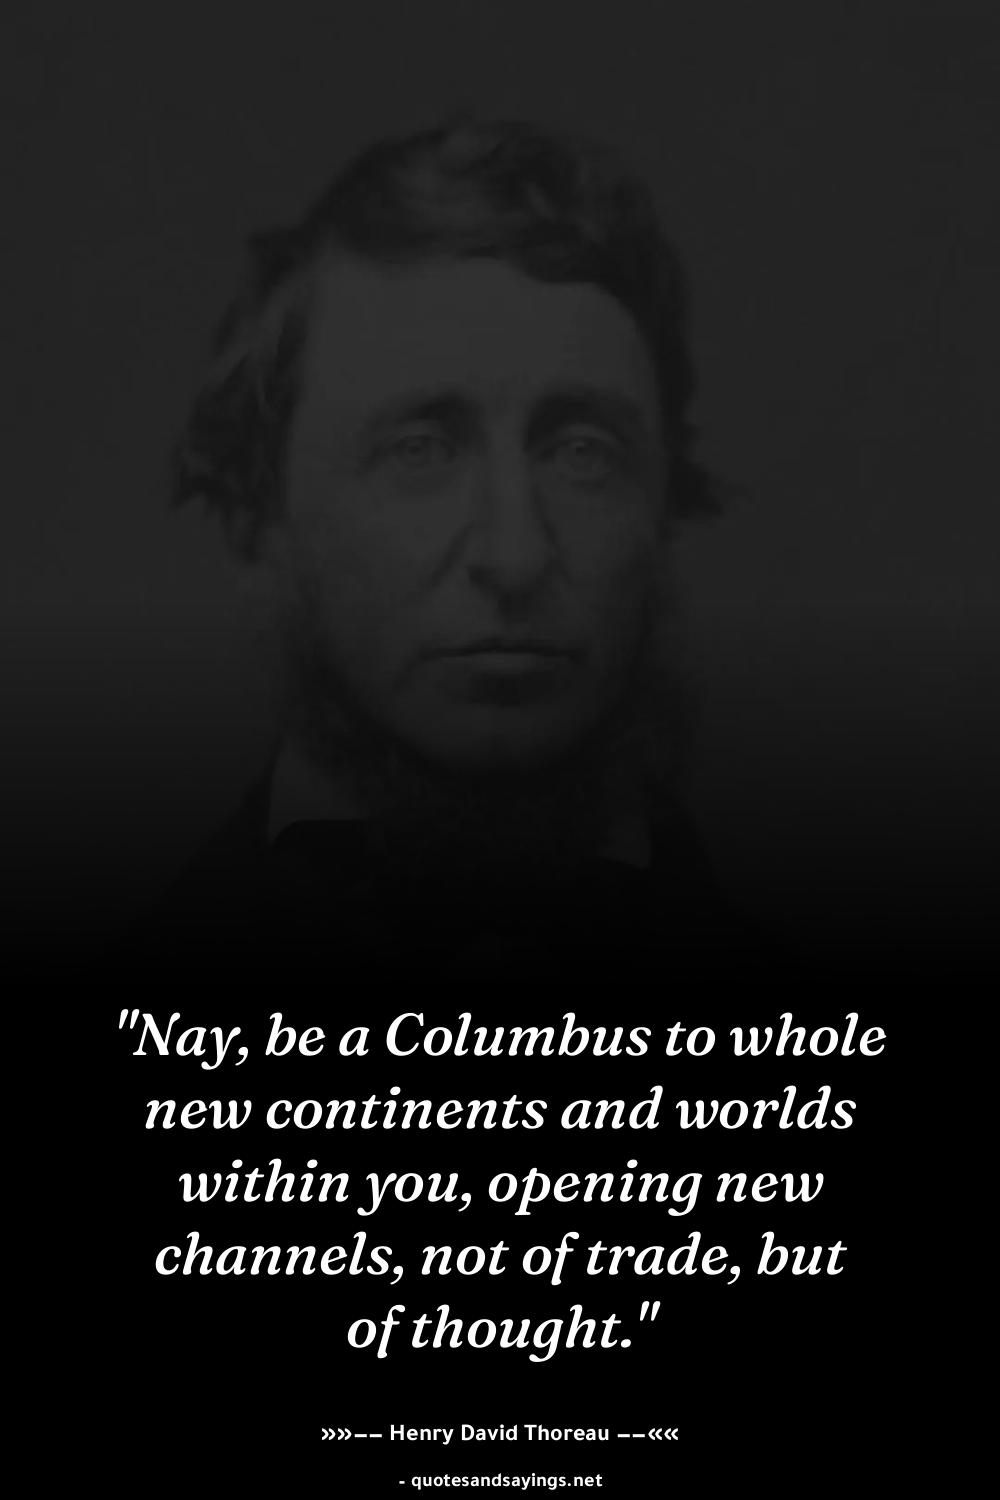 "Nay, be a Columbus to whole
new continents and worlds
within you, opening new
channels, not of trade, but
of thought."
»»−− Henry David Thoreau −−««
- quotesandsayings.net